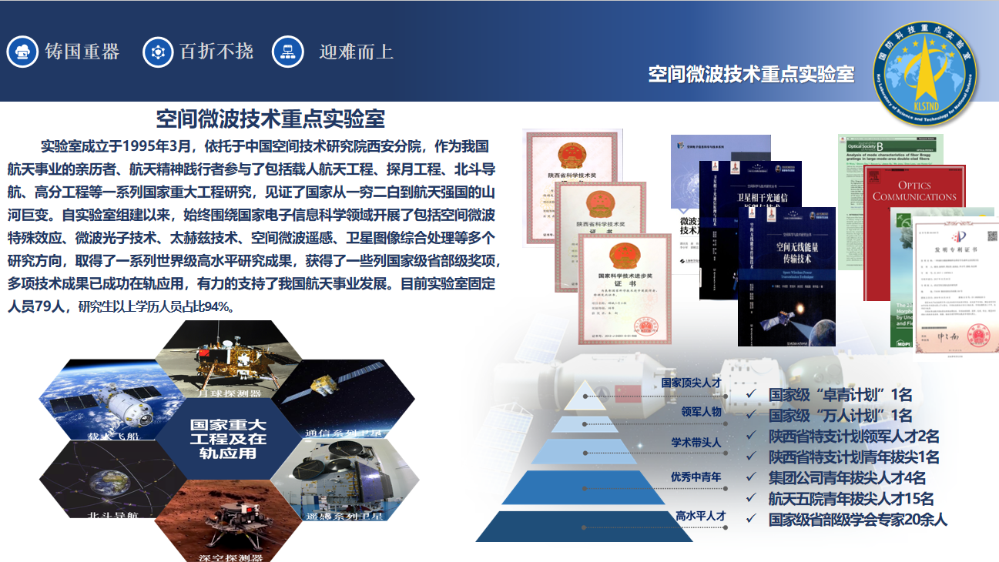 铸国重器
百折不挠
迎难而上
空间微波技术重点实验室
国防科技重点实验室
Key Laboratory of Science and Technology for National Defence
KLSTND
空间微波技术重点实验室
实验室成立于1995年3月，依托于中国空间技术研究院西安分院，作为我国
航天事业的亲历者、航天精神践行者参与了包括载人航天工程、探月工程、北斗导
航、高分工程等一系列国家重大工程研究，见证了国家从一穷二白到航天强国的山
河巨变。自实验室组建以来，始终围绕国家电子信息科学领域开展了包括空间微波
特殊效应、微波光子技术、太赫兹技术、空间微波遥感、卫星图像综合处理等多个
研究方向，取得了一系列世界级高水平研究成果，获得了一些列国家级省部级奖项，
多项技术成果已成功在轨应用，有力的支持了我国航天事业发展。目前实验室固定
人员79人，研究生以上学历人员占比94%。
月球探测器
载人飞船
通信系列卫星
国家重大
工程及在
轨应用
北斗导航
遥感系列卫星
深空探测器
陕西省科学技术奖
陕西省科学技术奖
证 书
国家科学技术进步奖
证 书
卫星相干光通信
原理与技术
空间无线能量
传输技术
Space Wireless Power
Transmission Technique
Optical Society
B
Analysis of mode characteristics of fiber Bragg
gratings in large-mode-area double-clad fibers
OPTICS
COMMUNICATIONS
MDPI
发明专利证书
国家顶尖人才
领军人物
学术带头人
优秀中青年
高水平人才
✓ 国家级“卓青计划”1名
✓ 国家级“万人计划”1名
✓ 陕西省特支计划领军人才2名
✓ 陕西省特支计划青年拔尖1名
✓ 集团公司青年拔尖人才4名
✓ 航天五院青年拔尖人才15名
✓ 国家级省部级学会专家20余人